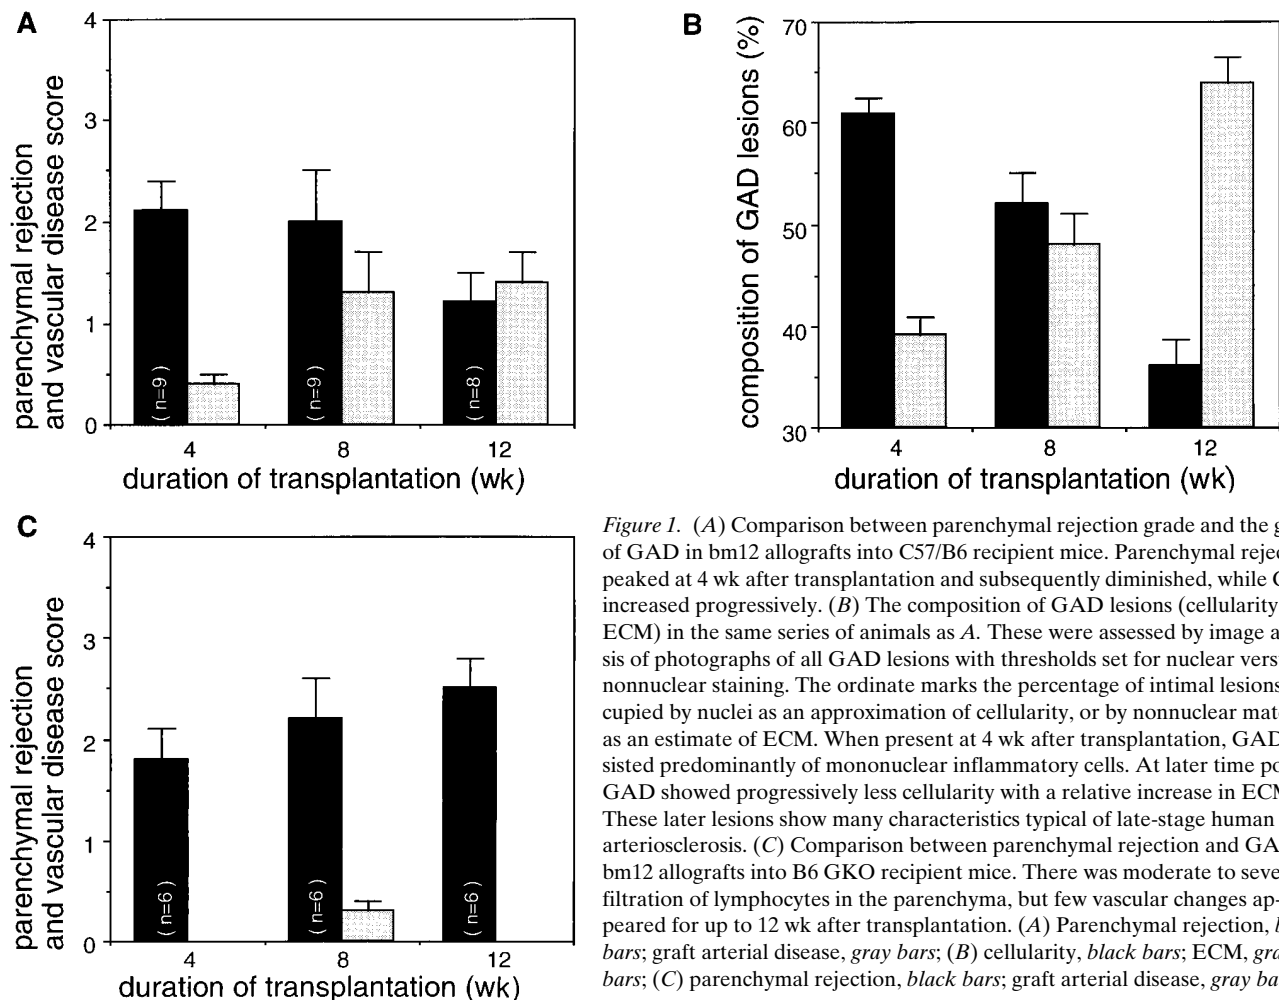 A
4
3
2
1
0
parenchymal rejection
and vascular disease score
(n=9)
(n=9)
(n=8)
4
8
12
duration of transplantation (wk)
B
70
60
50
40
30
composition of GAD lesions (%)
4
8
12
duration of transplantation (wk)
C
4
3
2
1
0
parenchymal rejection
and vascular disease score
(n=6)
(n=6)
(n=6)
4
8
12
duration of transplantation (wk)
Figure 1. (A) Comparison between parenchymal rejection grade and the
of GAD in bm12 allografts into C57/B6 recipient mice. Parenchymal
peaked at 4 wk after transplantation and subsequently diminished, while
increased progressively. (B) The composition of GAD lesions (cellularity
ECM) in the same series of animals as A. These were assessed by image
sis of photographs of all GAD lesions with thresholds set for nuclear
nonnuclear staining. The ordinate marks the percentage of intimal lesions
cupied by nuclei as an approximation of cellularity, or by nonnuclear
as an estimate of ECM. When present at 4 wk after transplantation, GAD
sisted predominantly of mononuclear inflammatory cells. At later time
GAD showed progressively less cellularity with a relative increase in ECM
These later lesions show many characteristics typical of late-stage human
arteriosclerosis. (C) Comparison between parenchymal rejection and
bm12 allografts into B6 GKO recipient mice. There was moderate to
filtration of lymphocytes in the parenchyma, but few vascular changes ap-
peared for up to 12 wk after transplantation. (A) Parenchymal rejection,
bars; graft arterial disease, gray bars; (B) cellularity, black bars; ECM,
bars; (C) parenchymal rejection, black bars; graft arterial disease, gray